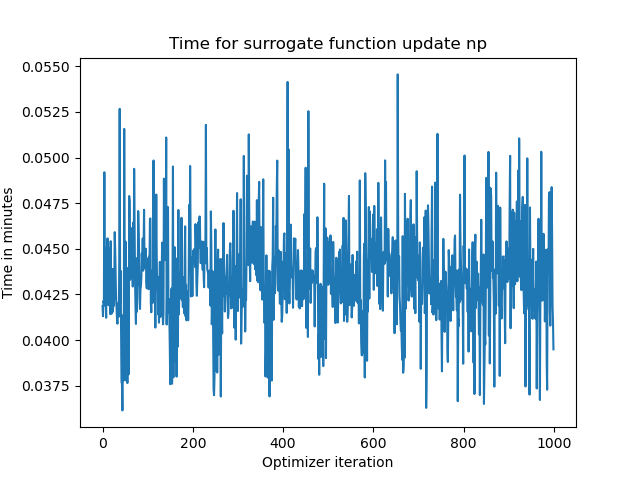 Time for surrogate function update np
0.0550
0.0525
0.0500
0.0475
0.0450
0.0425
0.0400
0.0375
Time in minutes
0 200 400 600 800 1000
Optimizer iteration